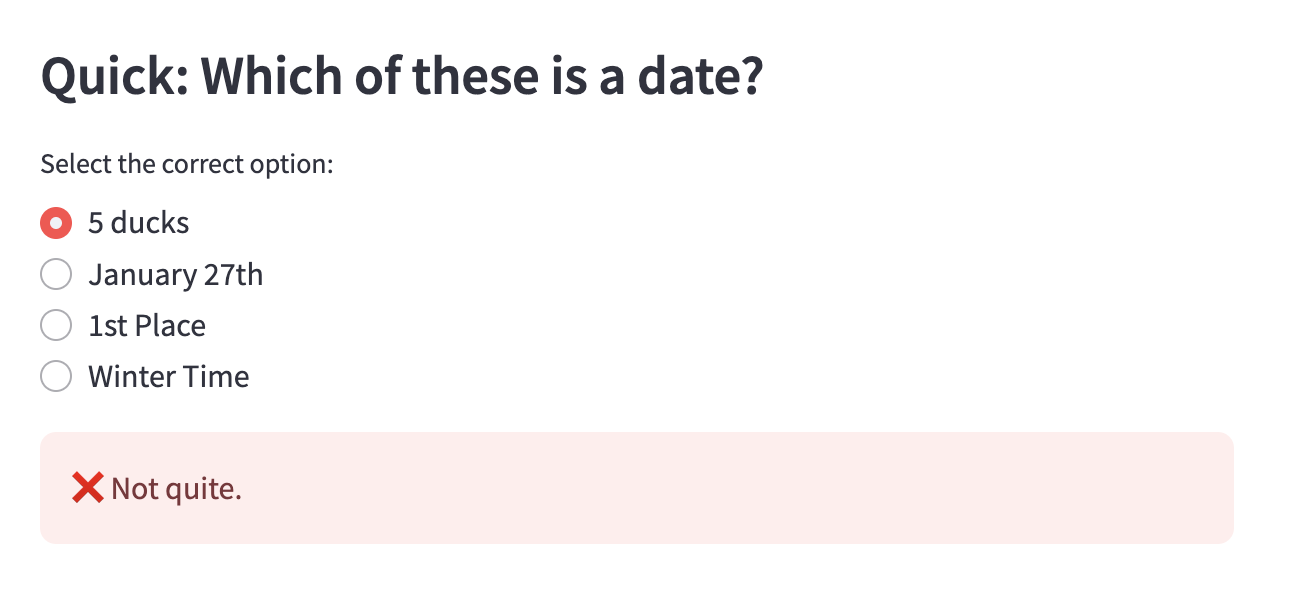 Quick: Which of these is a date?
Select the correct option:
5 ducks
January 27th
1st Place
Winter Time
❌ Not quite.